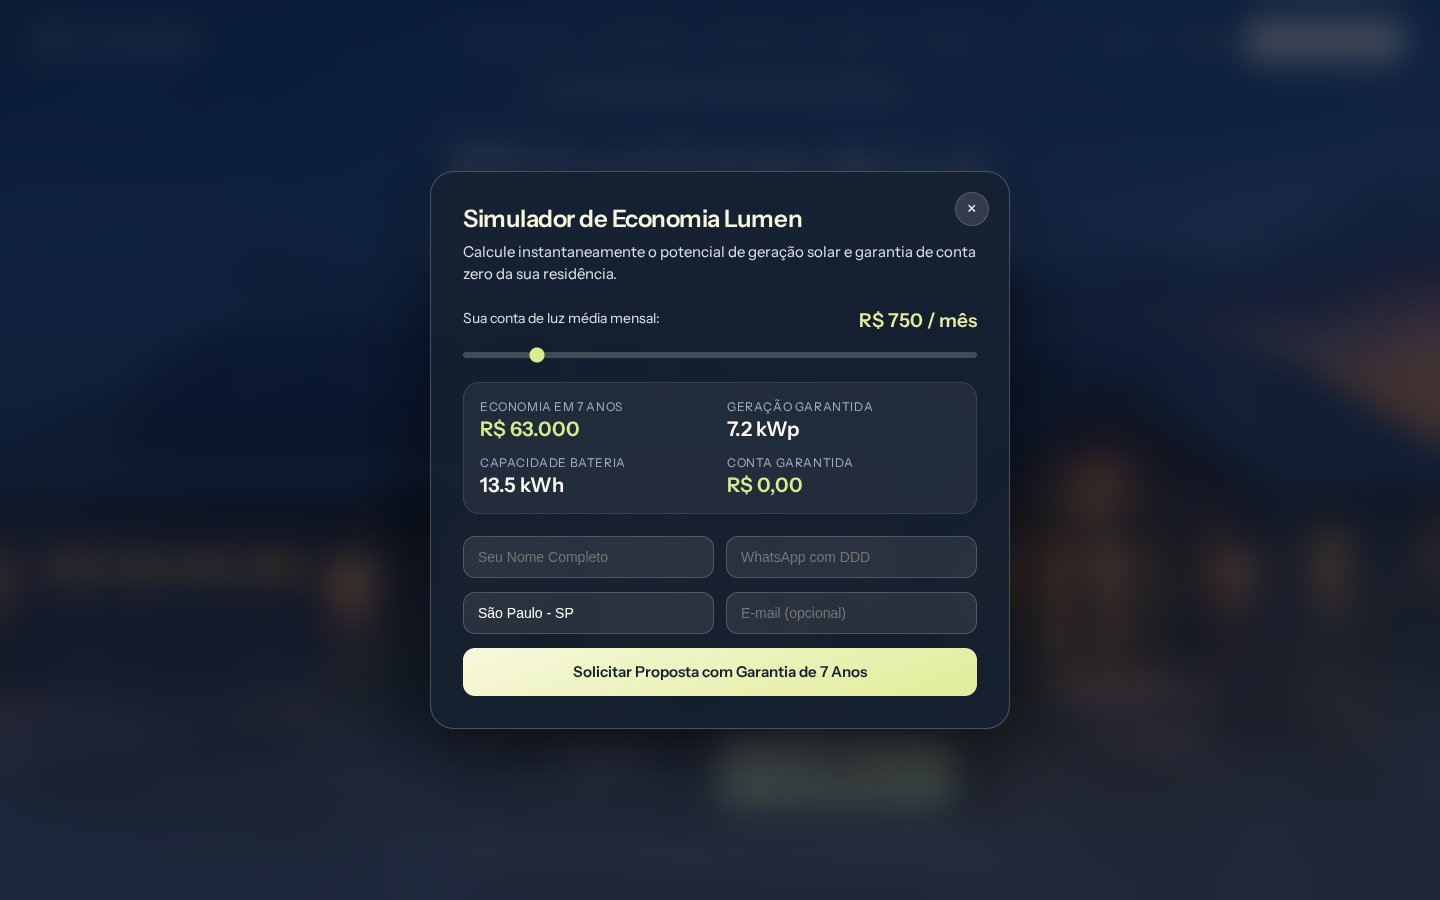 Simulador de Economia Lumen
×
Calcule instantaneamente o potencial de geração solar e garantia de conta
zero da sua residência.
Sua conta de luz média mensal:
R$ 750 / mês
ECONOMIA EM 7 ANOS
R$ 63.000
GERAÇÃO GARANTIDA
7.2 kWp
CAPACIDADE BATERIA
13.5 kWh
CONTA GARANTIDA
R$ 0,00
Seu Nome Completo
WhatsApp com DDD
São Paulo - SP
E-mail (opcional)
Solicitar Proposta com Garantia de 7 Anos